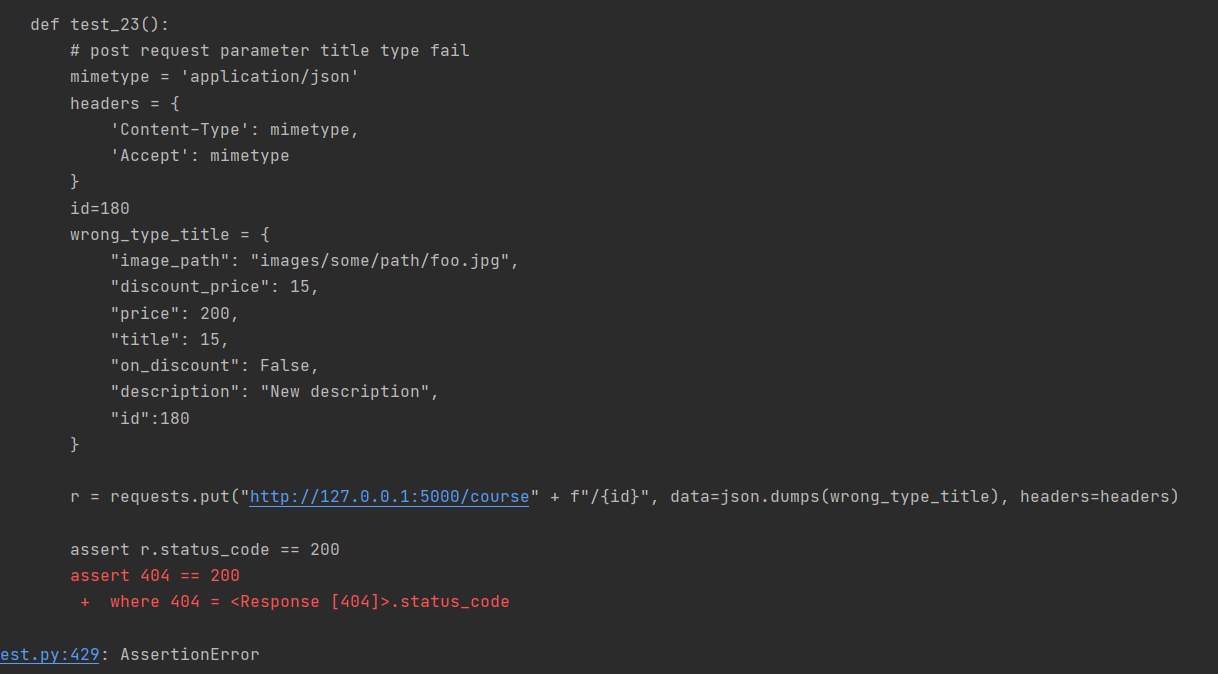 def test_23():
# post request parameter title type fail
mimetype = 'application/json'
headers = {
'Content-Type': mimetype,
'Accept': mimetype
}
id=180
wrong_type_title = {
"image_path": "images/some/path/foo.jpg",
"discount_price": 15,
"price": 200,
"title": 15,
"on_discount": False,
"description": "New description",
"id":180
}
r = requests.put("http://127.0.0.1:5000/course" + f"/{id}", data=json.dumps(wrong_type_title), headers=headers)
assert r.status_code == 200
assert 404 == 200
+  where 404 = <Response [404]>.status_code
est.py:429: AssertionError